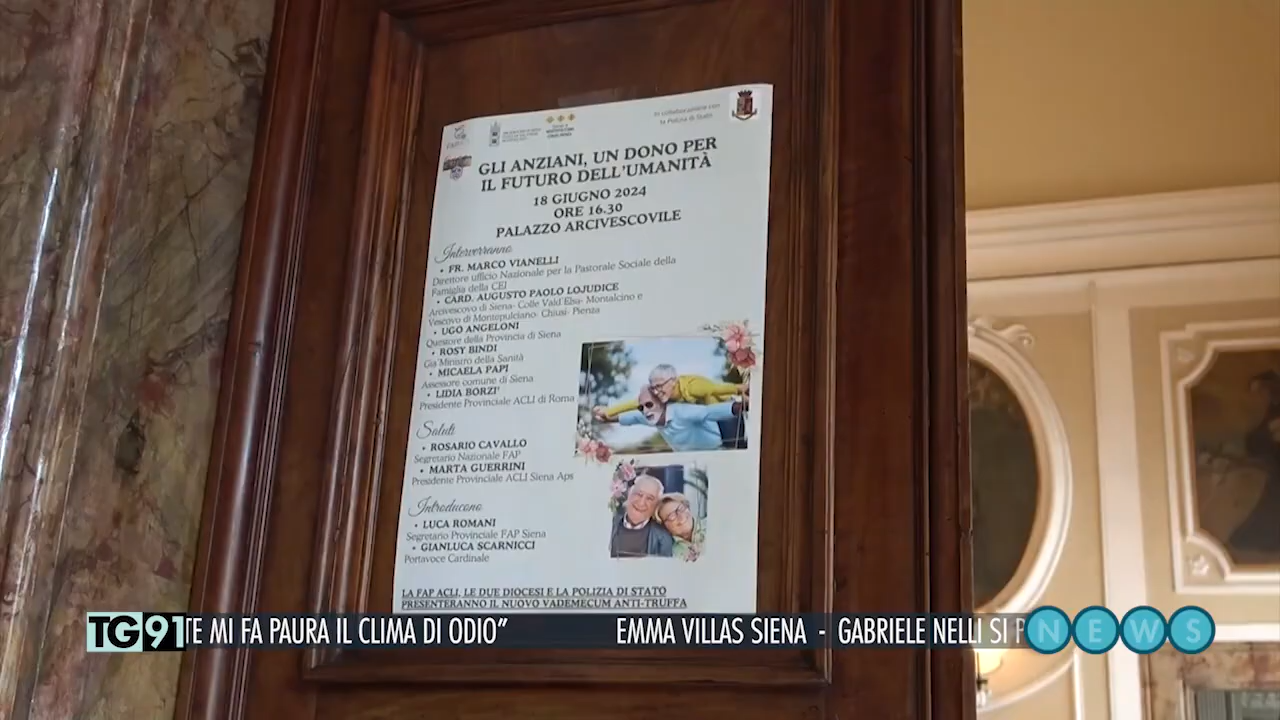 In collaborazione con
la Polizia di Stato
GLI ANZIANI, UN DONO PER
IL FUTURO DELL'UMANITÀ
18 GIUGNO 2024
ORE 16.30
PALAZZO ARCIVESCOVILE
Interverranno
• FR. MARCO VIANELLI
Direttore ufficio Nazionale per la Pastorale Sociale della
Famiglia della CEI
• CARD. AUGUSTO PAOLO LOJUDICE
Arcivescovo di Siena- Colle Vald'Elsa- Montalcino e
Vescovo di Montepulciano- Chiusi- Pienza
• UGO ANGELONI
Questore della Provincia di Siena
• ROSY BINDI
Gia' Ministro della Sanità
• MICAELA PAPI
Assessore comune di Siena
• LIDIA BORZI'
Presidente Provinciale ACLI di Roma
Saluti
• ROSARIO CAVALLO
Segretario Nazionale FAP
• MARTA GUERRINI
Presidente Provinciale ACLI Siena Aps
Introducono
• LUCA ROMANI
Segretario Provinciale FAP Siena
• GIANLUCA SCARNICCI
Portavoce Cardinale
LA FAP ACLI, LE DUE DIOCESI E LA POLIZIA DI STATO
PRESENTERANNO IL NUOVO VADEMECUM ANTI-TRUFFA
TG91 TE MI FA PAURA IL CLIMA DI ODIO" EMMA VILLAS SIENA - GABRIELE NELLI SI P NEWS